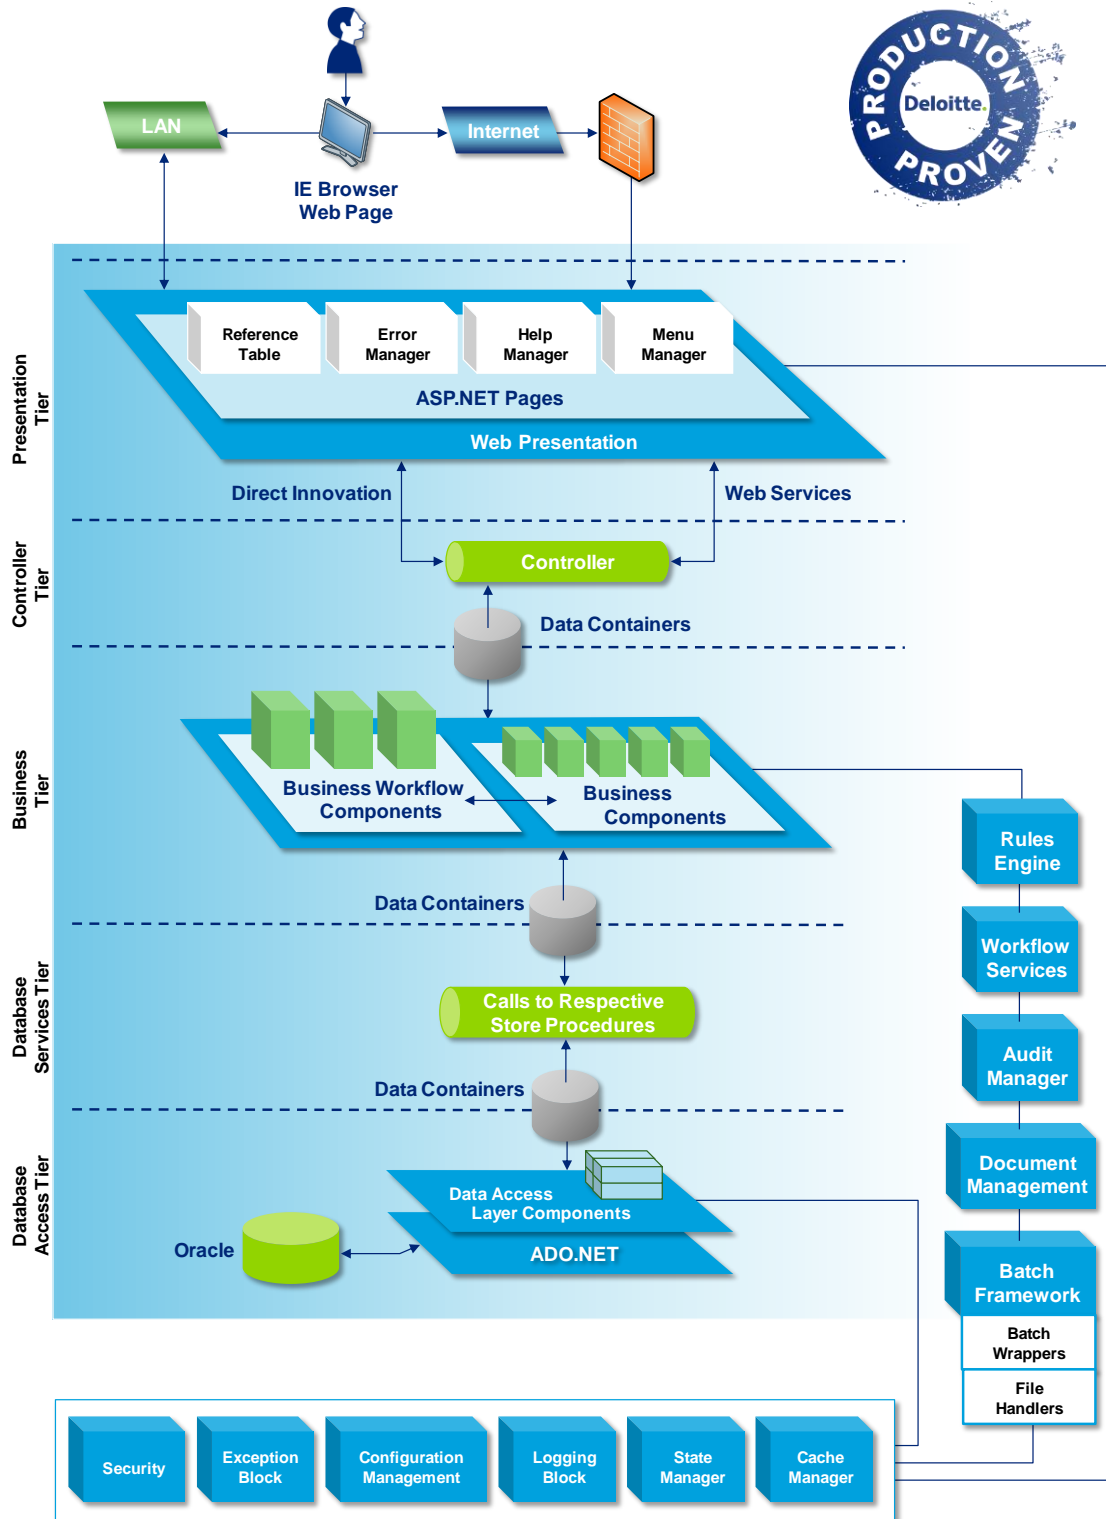 PRODUCTION
Deloitte.
PROVEN
LAN
Internet
IE Browser
Web Page
Presentation
Tier
Reference
Table
Error
Manager
Help
Manager
Menu
Manager
ASP.NET Pages
Web Presentation
Direct Innovation
Web Services
Controller
Tier
Controller
Data Containers
Business
Tier
Business Workflow
Components
Business
Components
Rules
Engine
Data Containers
Workflow
Services
Database
Services Tier
Calls to Respective
Store Procedures
Audit
Manager
Data Containers
Document
Management
Database
Access Tier
Data Access
Layer Components
Oracle
ADO.NET
Batch
Framework
Batch
Wrappers
File
Handlers
Security
Exception
Block
Configuration
Management
Logging
Block
State
Manager
Cache
Manager